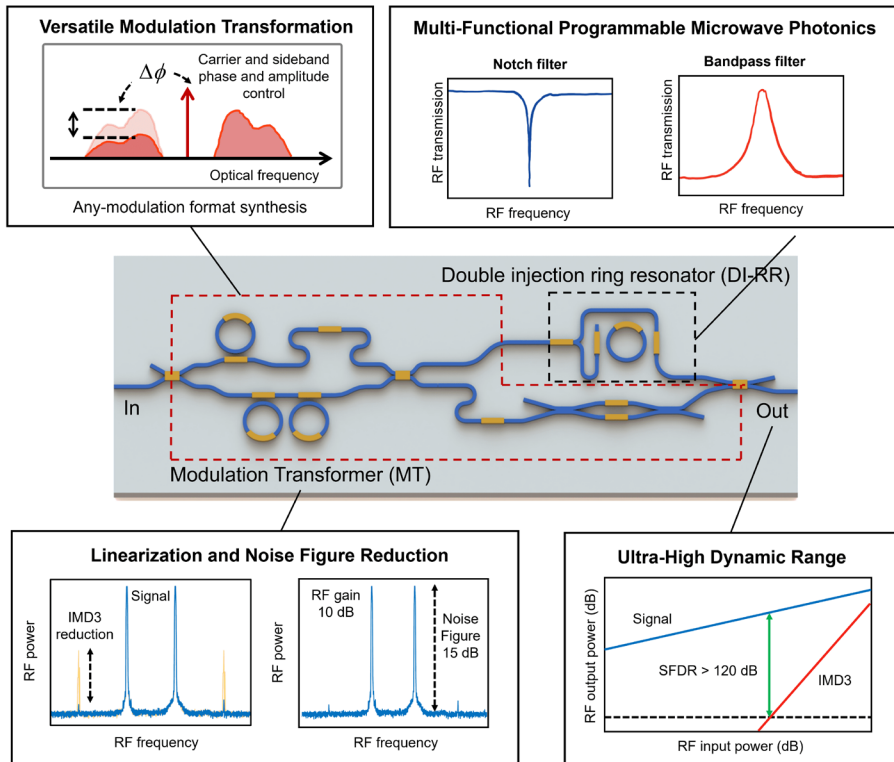 Versatile Modulation Transformation
Δϕ
Carrier and sideband
phase and amplitude
control
Optical frequency
Any-modulation format synthesis
Multi-Functional Programmable Microwave Photonics
Notch filter
RF transmission
RF frequency
Bandpass filter
RF transmission
RF frequency
Double injection ring resonator (DI-RR)
In
Out
Modulation Transformer (MT)
Linearization and Noise Figure Reduction
RF power
IMD3
reduction
Signal
RF frequency
RF power
RF gain
10 dB
Noise
Figure
15 dB
RF frequency
Ultra-High Dynamic Range
RF output power (dB)
Signal
SFDR > 120 dB
IMD3
RF input power (dB)